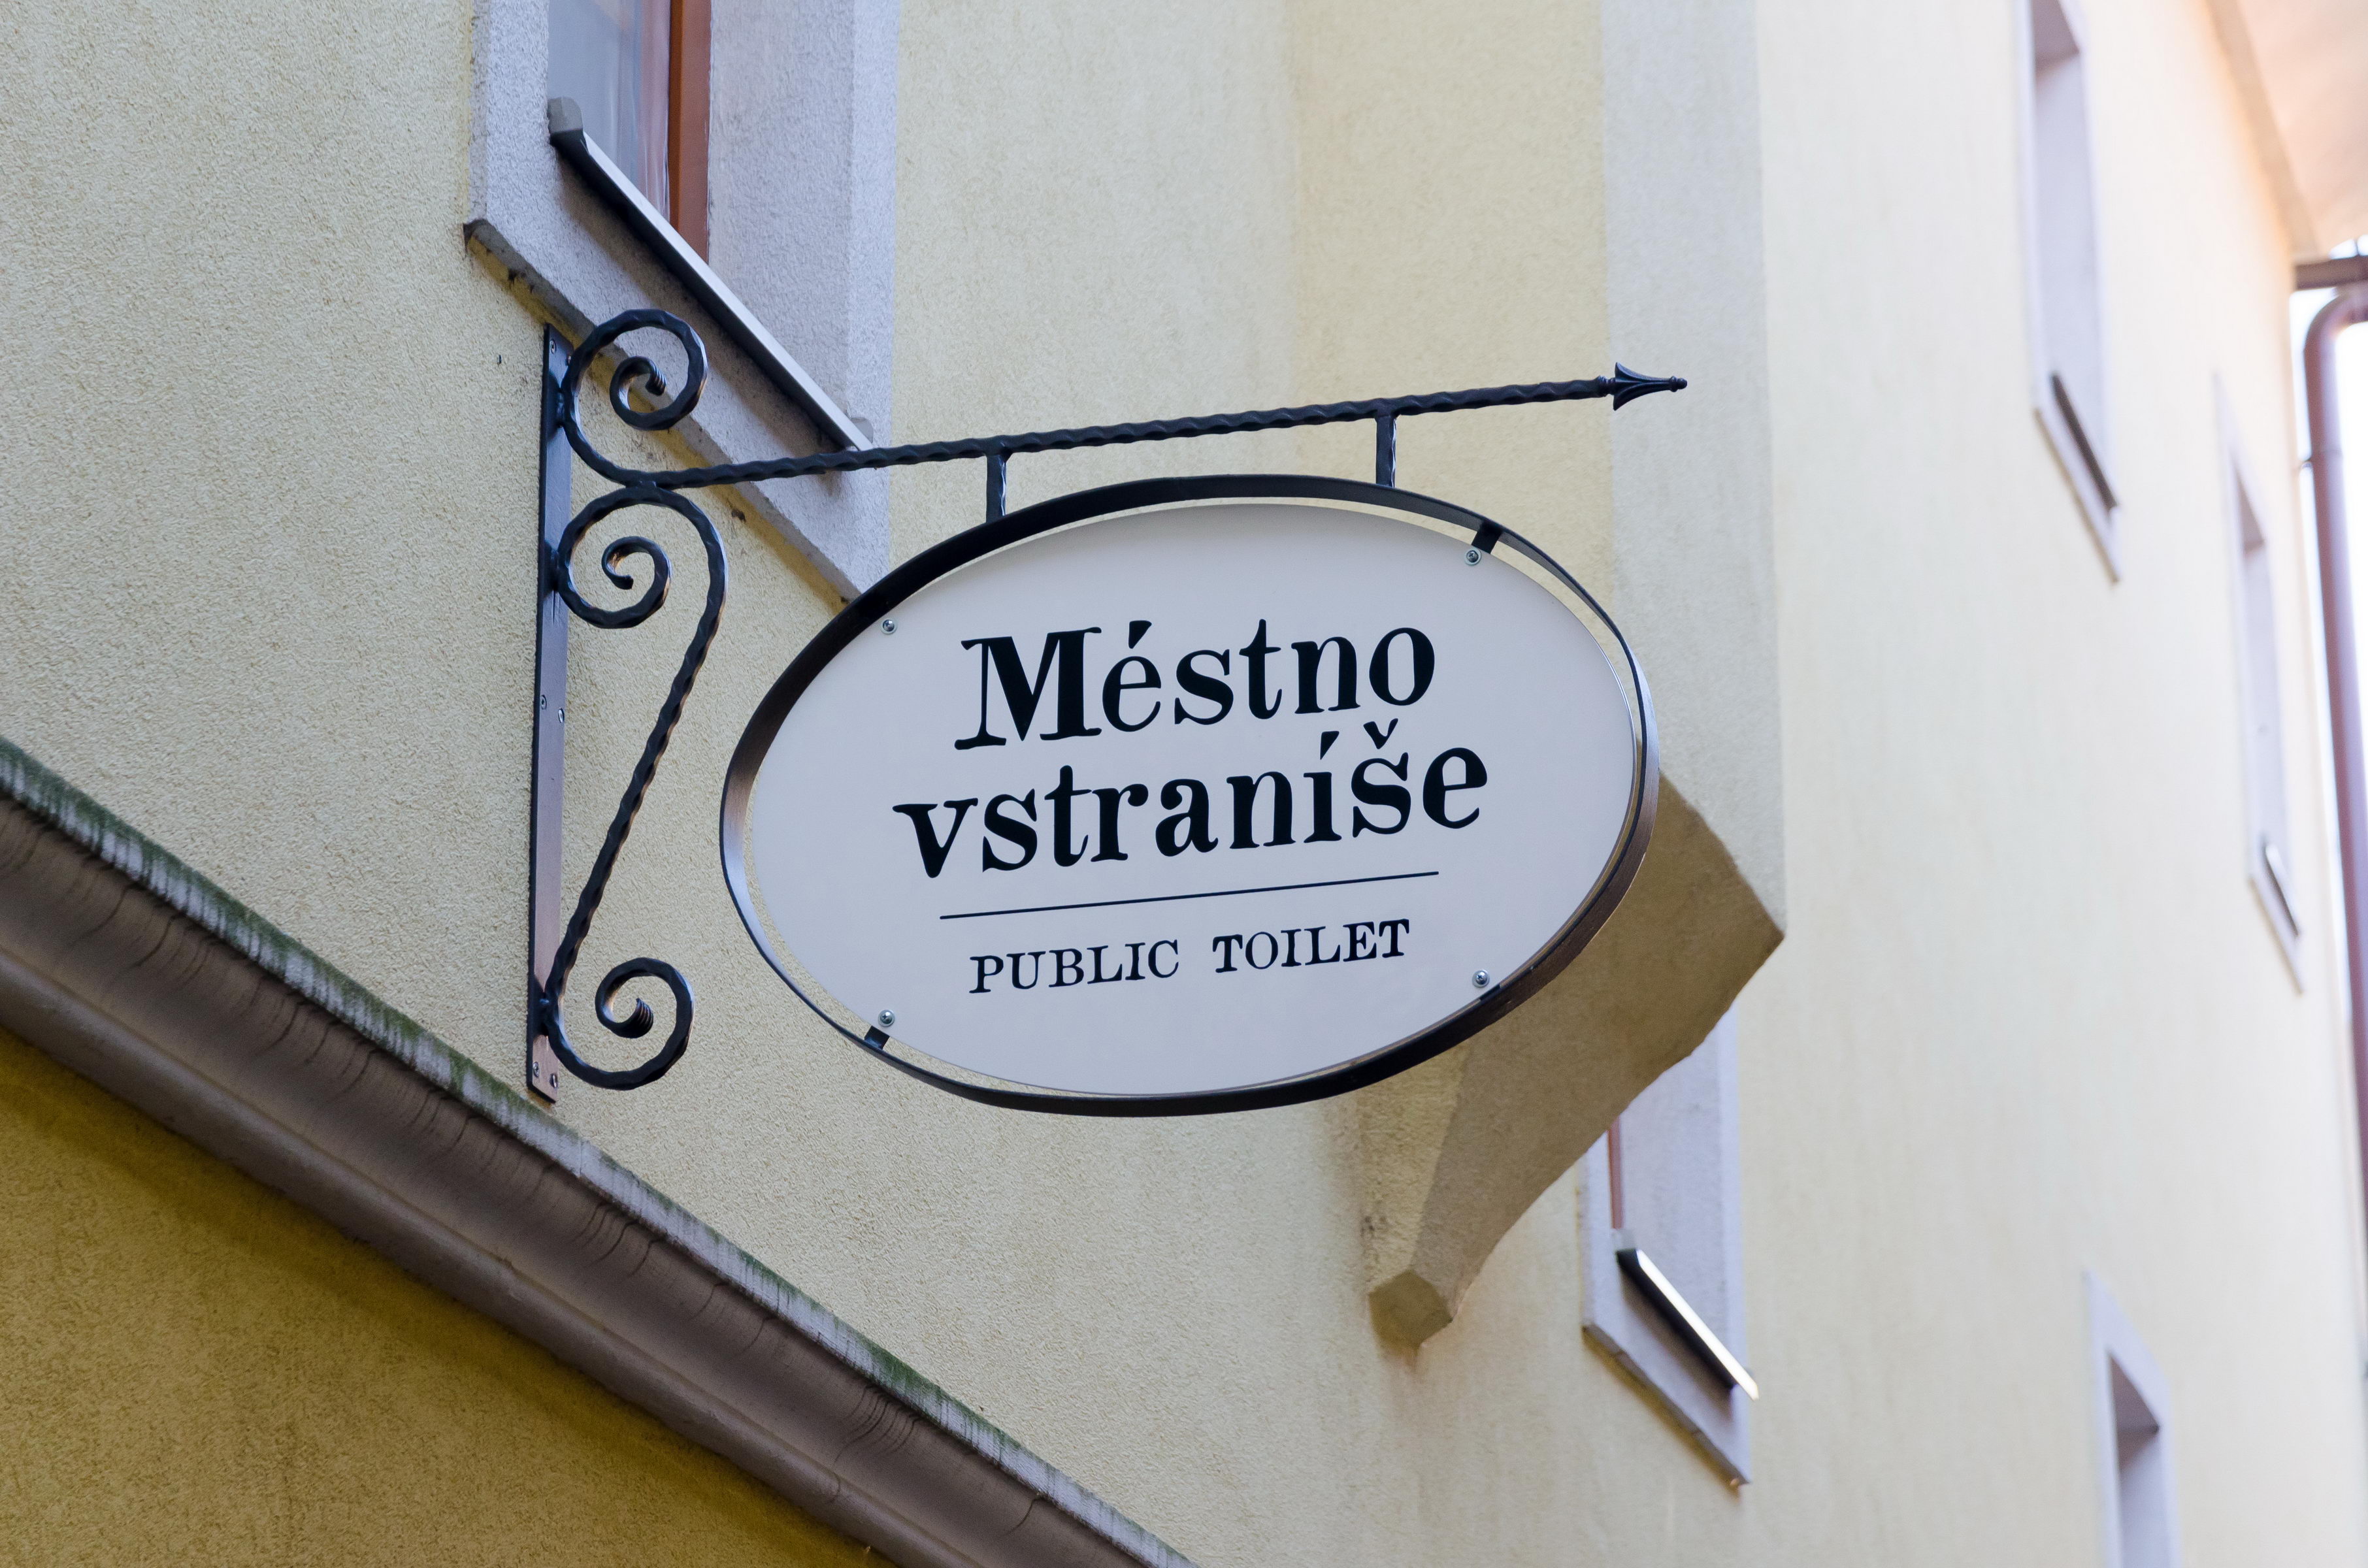 Méstno
vstraníše
PUBLIC TOILET